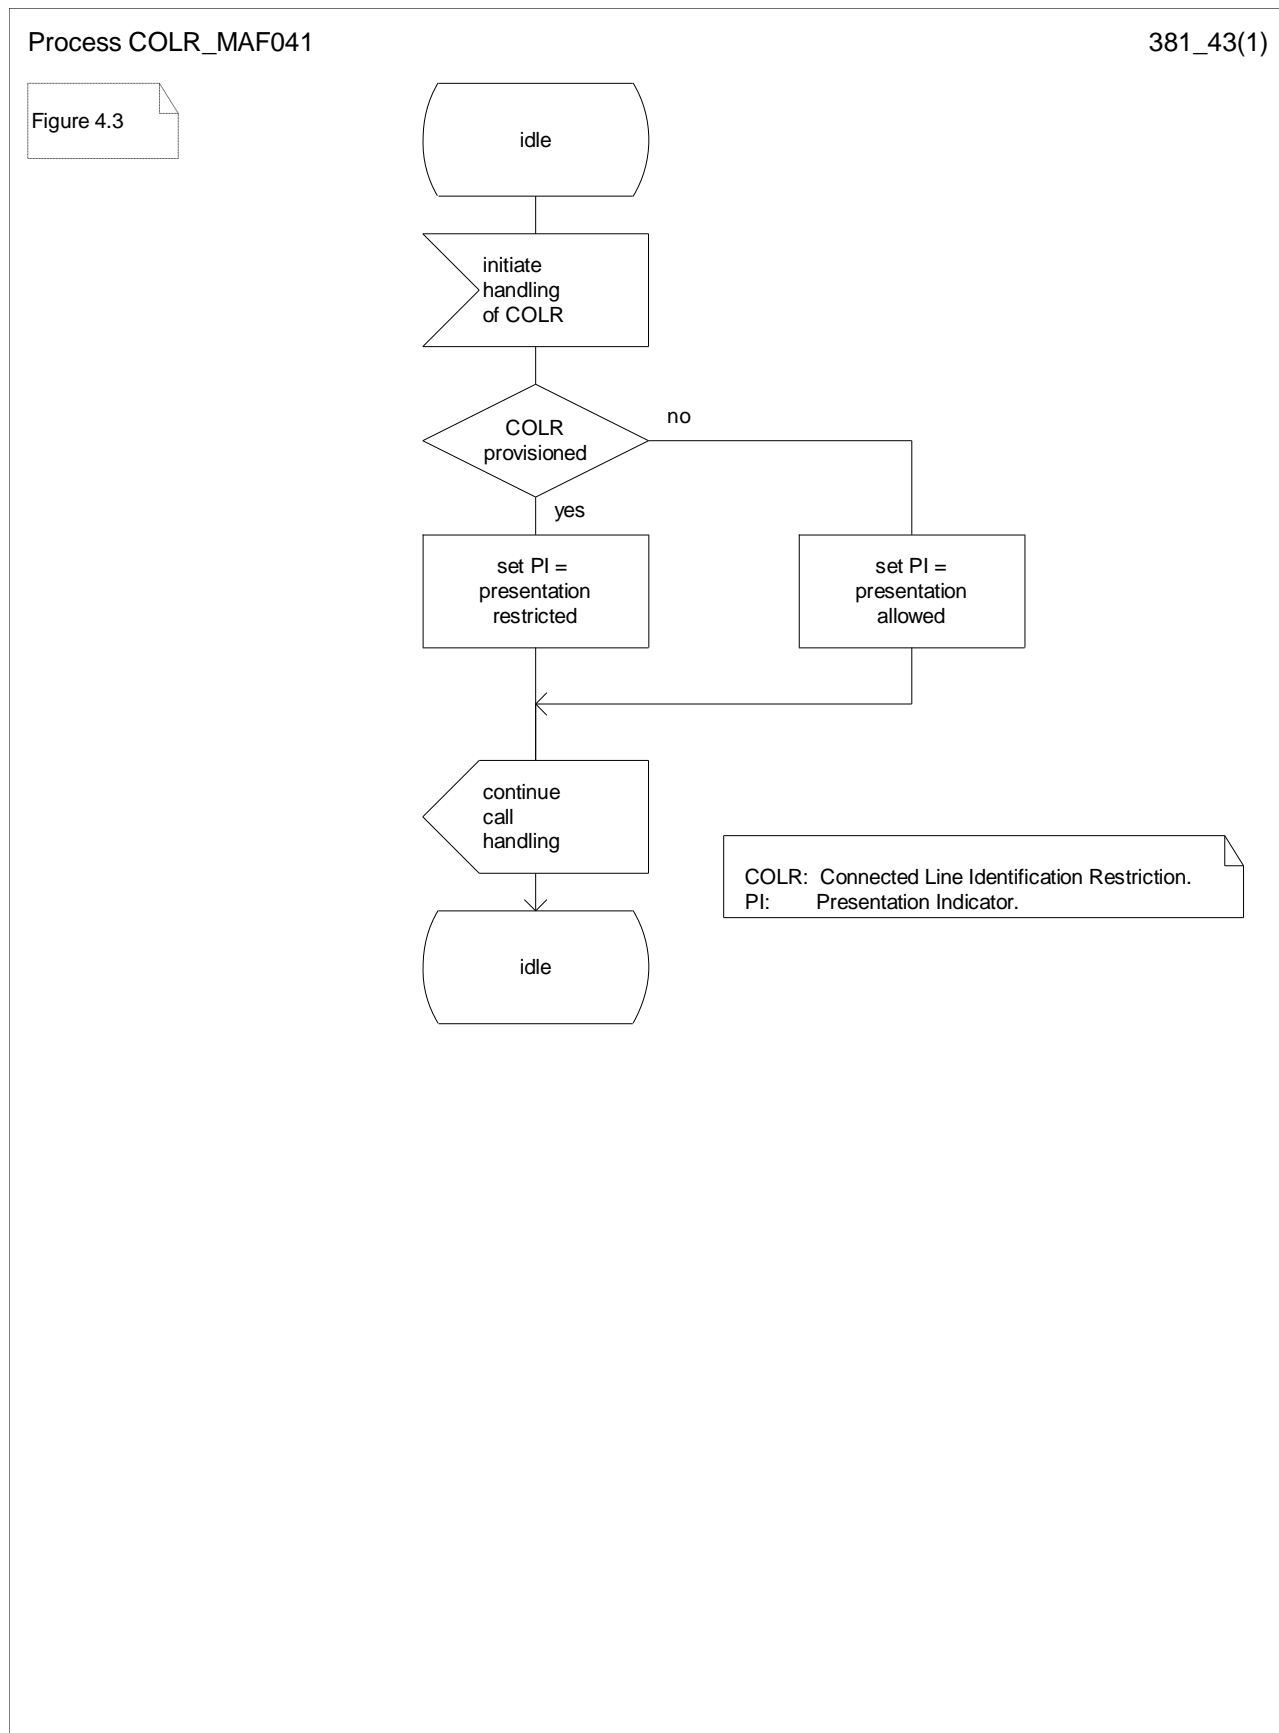 Process COLR_MAF041
381_43(1)
Figure 4.3
idle
initiate
handling
of COLR
COLR
provisioned
no
yes
set PI =
presentation
restricted
set PI =
presentation
allowed
continue
call
handling
COLR: Connected Line Identification Restriction.
PI: Presentation Indicator.
idle